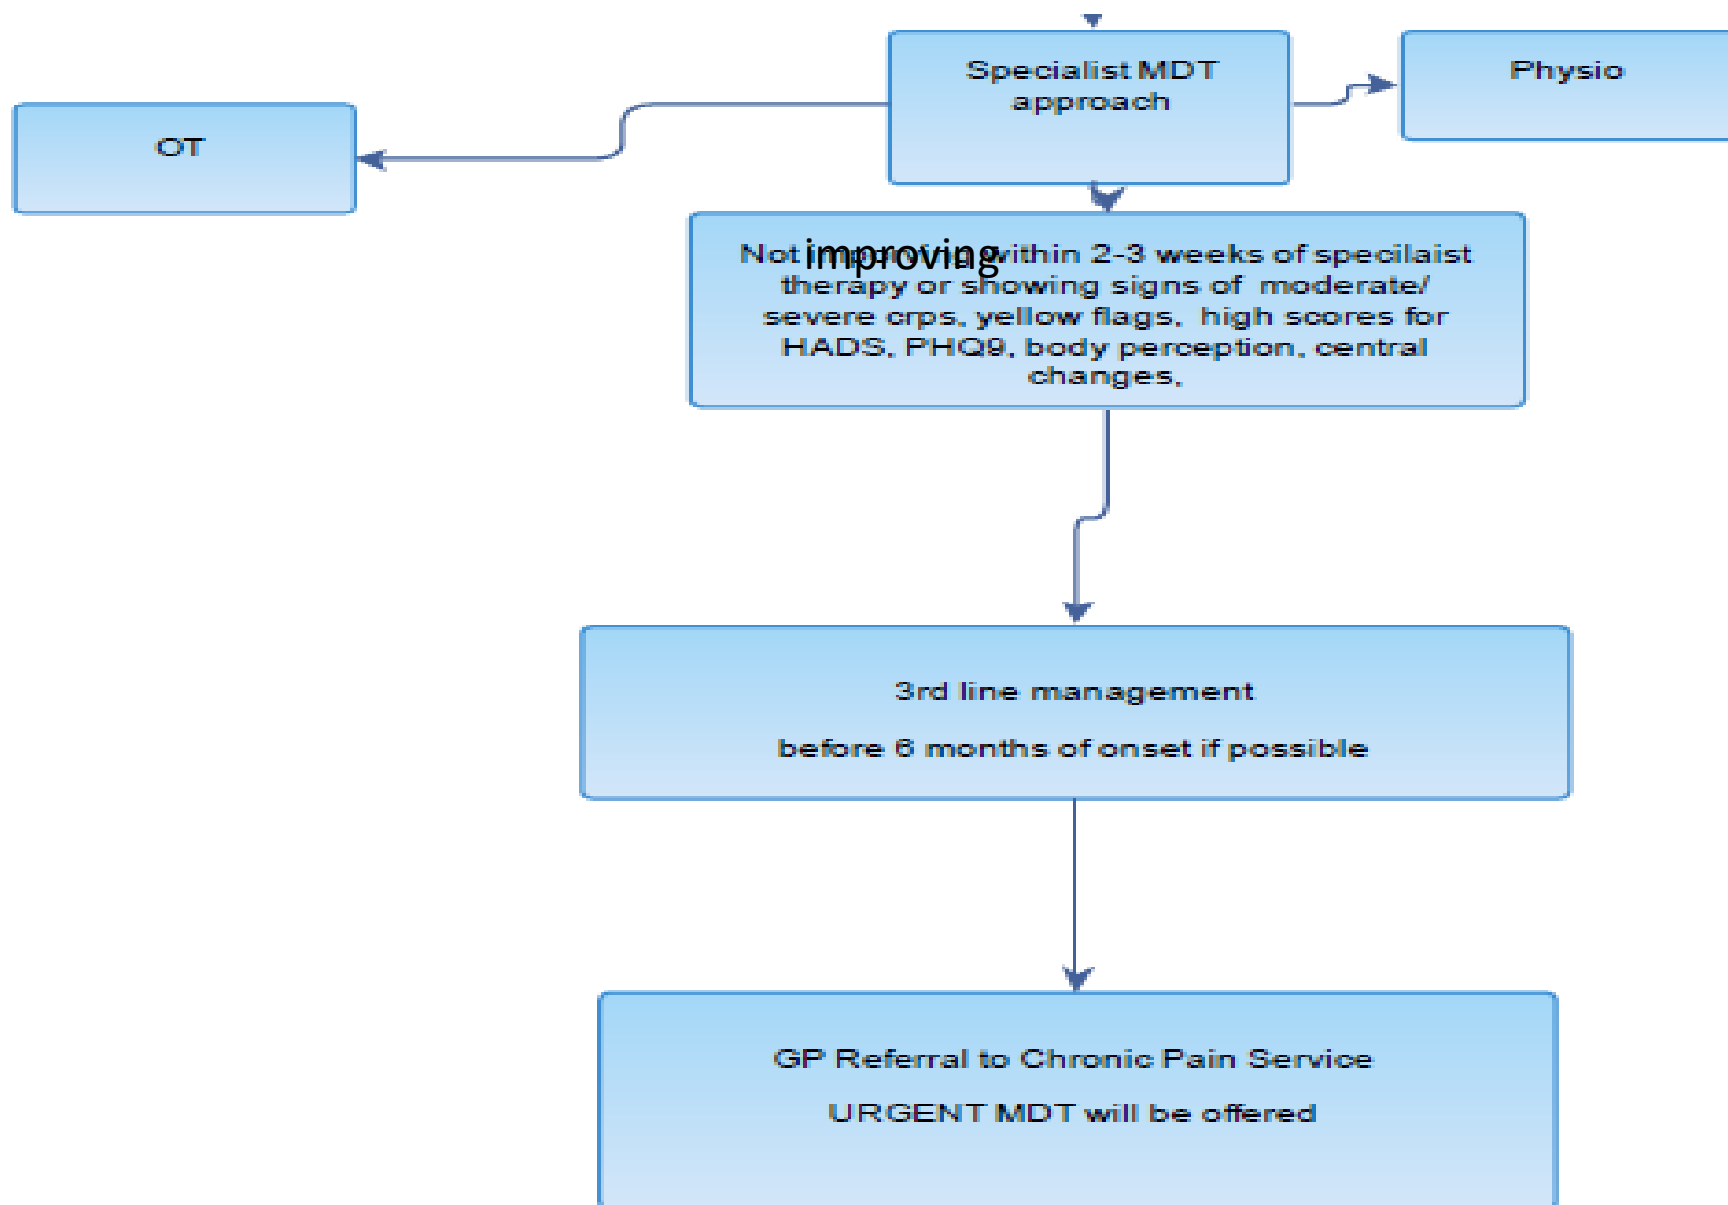 Specialist MDT
approach
Physio
OT
Not improving within 2-3 weeks of specilaist
therapy or showing signs of moderate/
severe crps, yellow flags, high scores for
HADS, PHQ9, body perception, central
changes,
3rd line management
before 6 months of onset if possible
GP Referral to Chronic Pain Service
URGENT MDT will be offered